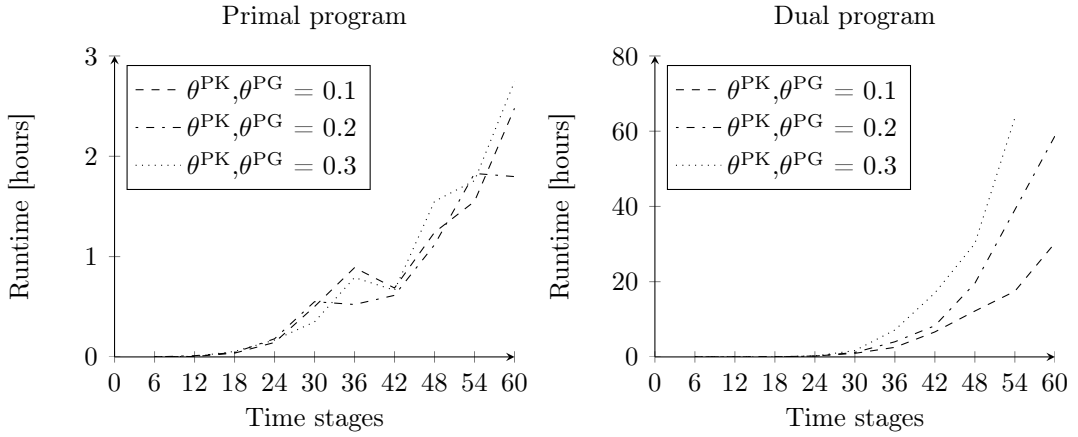 Primal program
3
2
1
0
Runtime [hours]
θ^PK,θ^PG = 0.1
θ^PK,θ^PG = 0.2
θ^PK,θ^PG = 0.3
0 6 12 18 24 30 36 42 48 54 60
Time stages
Dual program
80
60
40
20
0
Runtime [hours]
θ^PK,θ^PG = 0.1
θ^PK,θ^PG = 0.2
θ^PK,θ^PG = 0.3
0 6 12 18 24 30 36 42 48 54 60
Time stages